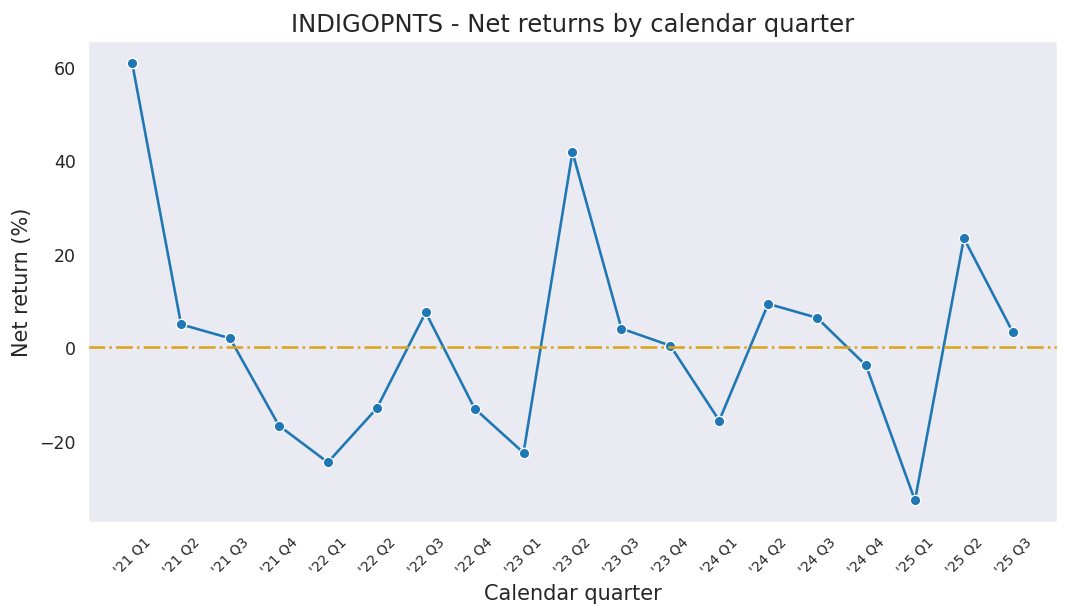 INDIGOPNTS - Net returns by calendar quarter
Net return (%)
60
40
20
0
−20
'21 Q1
'21 Q2
'21 Q3
'21 Q4
'22 Q1
'22 Q2
'22 Q3
'22 Q4
'23 Q1
'23 Q2
'23 Q3
'23 Q4
'24 Q1
'24 Q2
'24 Q3
'24 Q4
'25 Q1
'25 Q2
'25 Q3
Calendar quarter